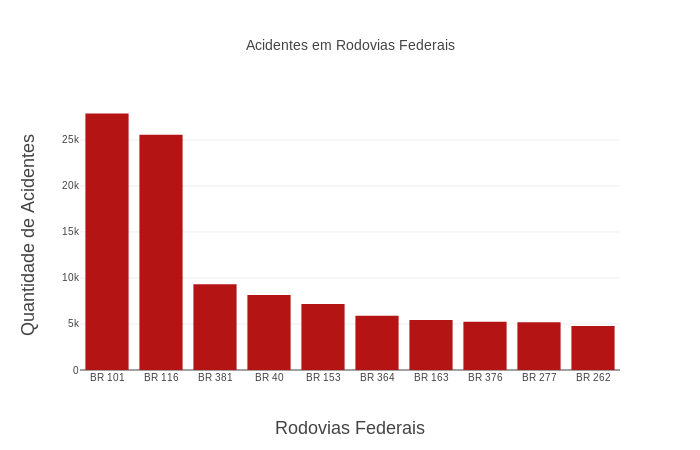 Acidentes em Rodovias Federais
Quantidade de Acidentes
25k
20k
15k
10k
5k
0
BR 101 BR 116 BR 381 BR 40 BR 153 BR 364 BR 163 BR 376 BR 277 BR 262
Rodovias Federais